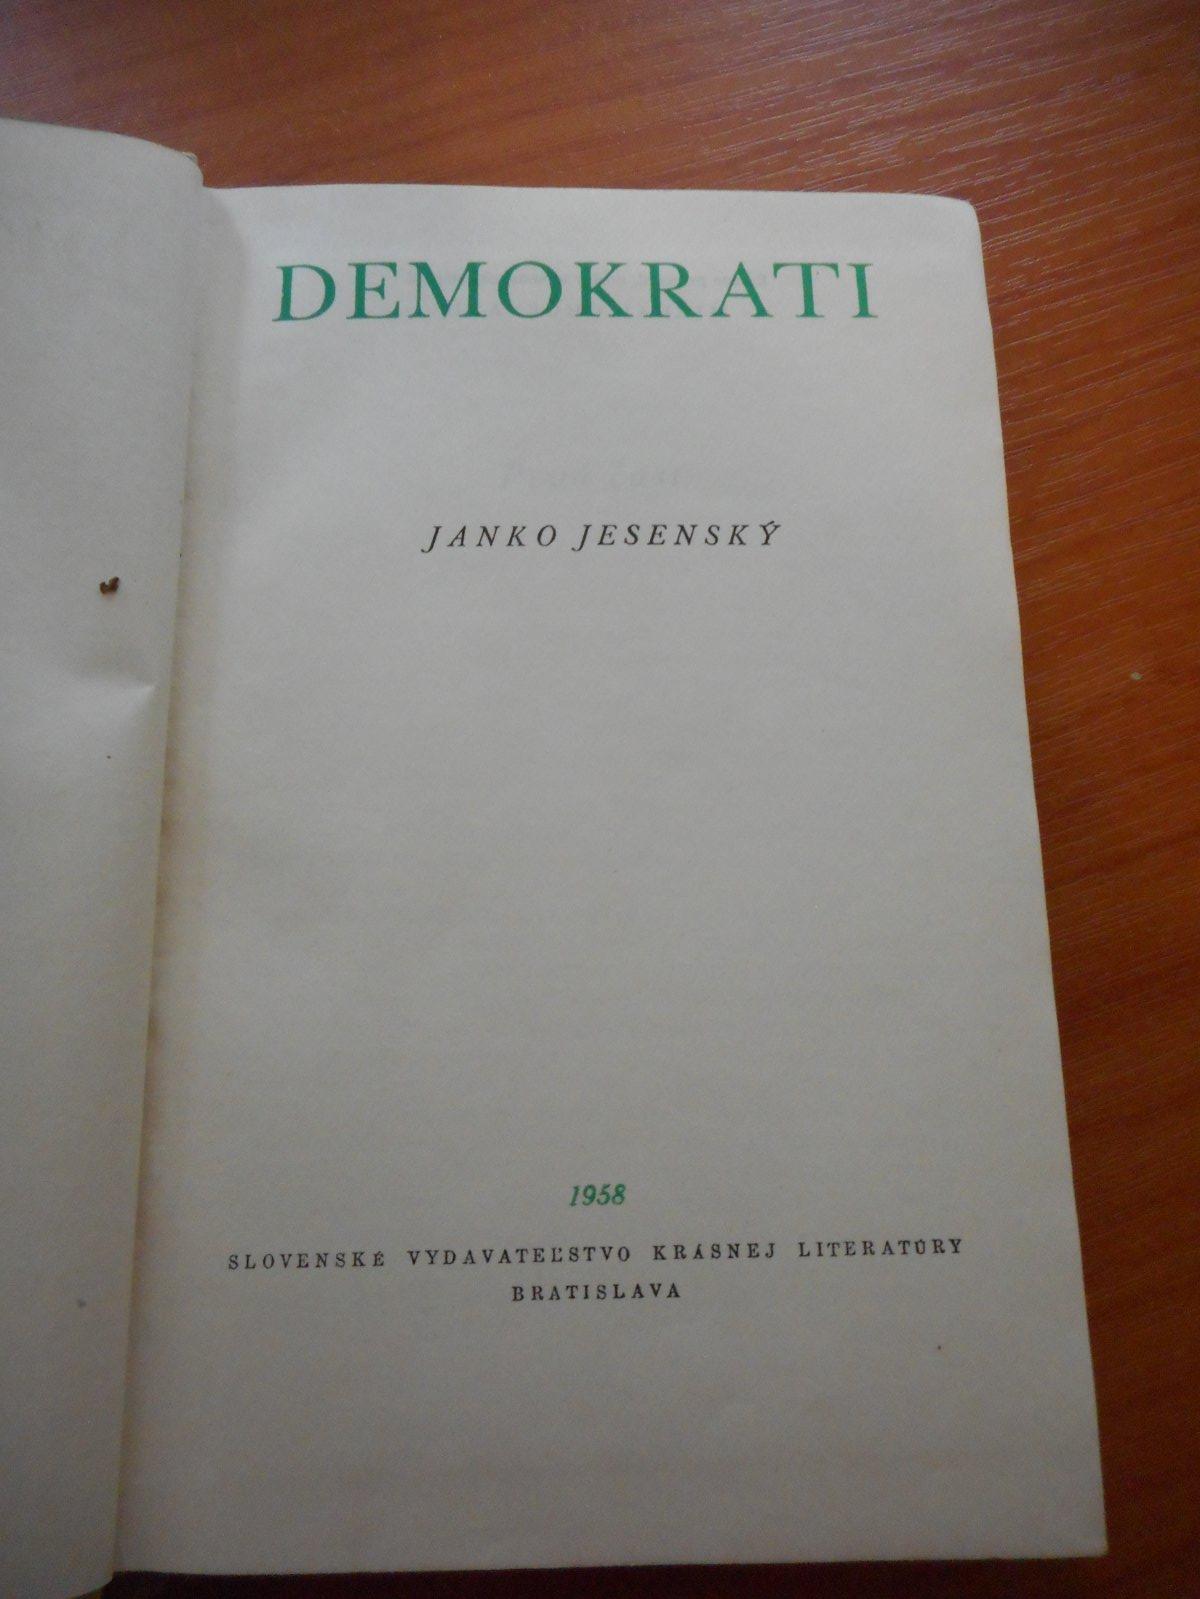 DEMOKRATI
JANKO JESENSKÝ
1958
SLOVENSKÉ VYDAVATEĽSTVO KRÁSNEJ LITERATÚRY
BRATISLAVA